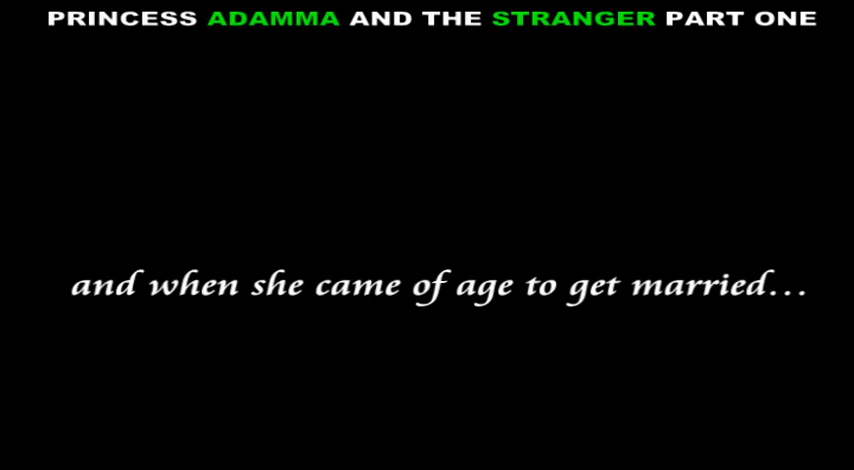 PRINCESS ADAMMA AND THE STRANGER PART ONE
and when she came of age to get married...